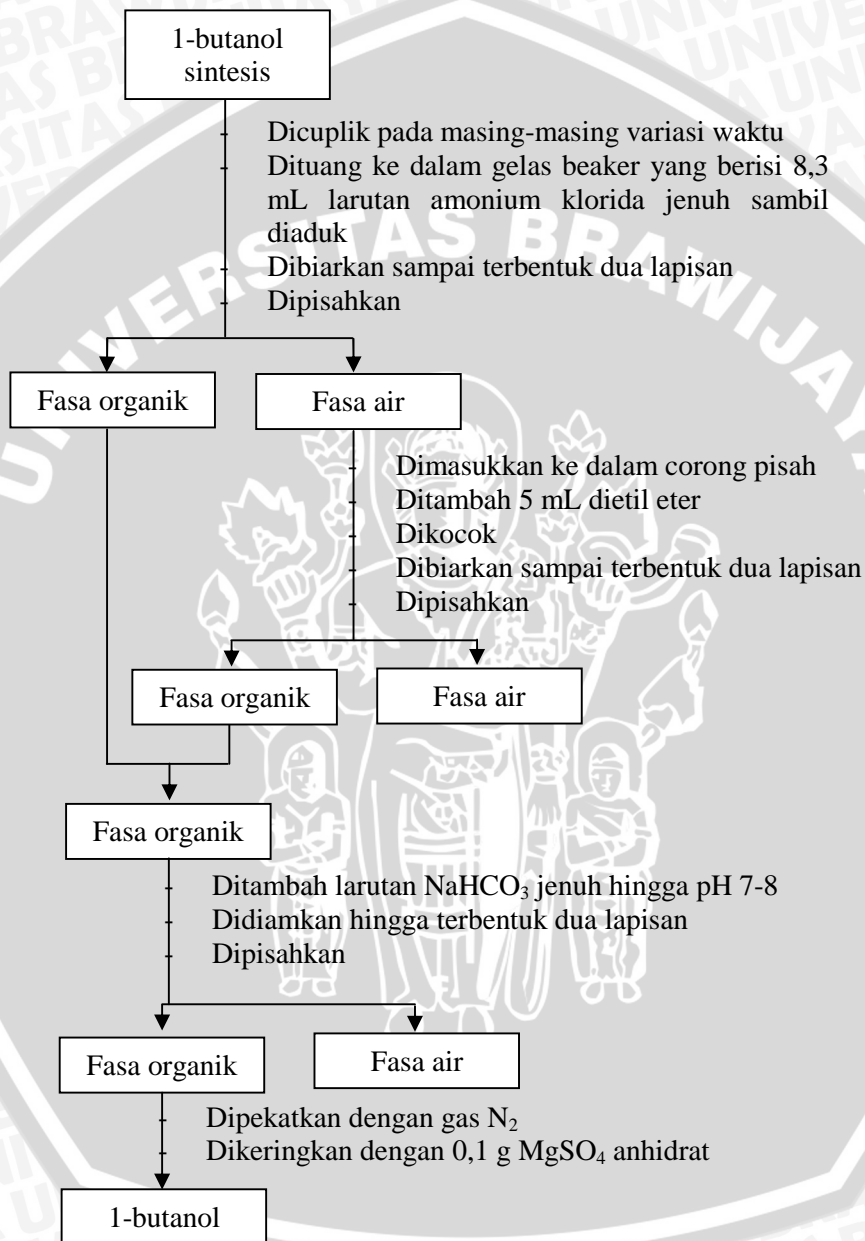 1-butanol
sintesis
- Dicuplik pada masing-masing variasi waktu
- Dituang ke dalam gelas beaker yang berisi 8,3
mL larutan amonium klorida jenuh sambil
diaduk
- Dibiarkan sampai terbentuk dua lapisan
- Dipisahkan
UNIVERSITAS BRAWIJAYA
Fasa organik
Fasa air
- Dimasukkan ke dalam corong pisah
- Ditambah 5 mL dietil eter
- Dikocok
- Dibiarkan sampai terbentuk dua lapisan
- Dipisahkan
Fasa organik
Fasa air
Fasa organik
- Ditambah larutan NaHCO₃ jenuh hingga pH 7-8
- Didiamkan hingga terbentuk dua lapisan
- Dipisahkan
Fasa organik
Fasa air
- Dipekatkan dengan gas N₂
- Dikeringkan dengan 0,1 g MgSO₄ anhidrat
1-butanol